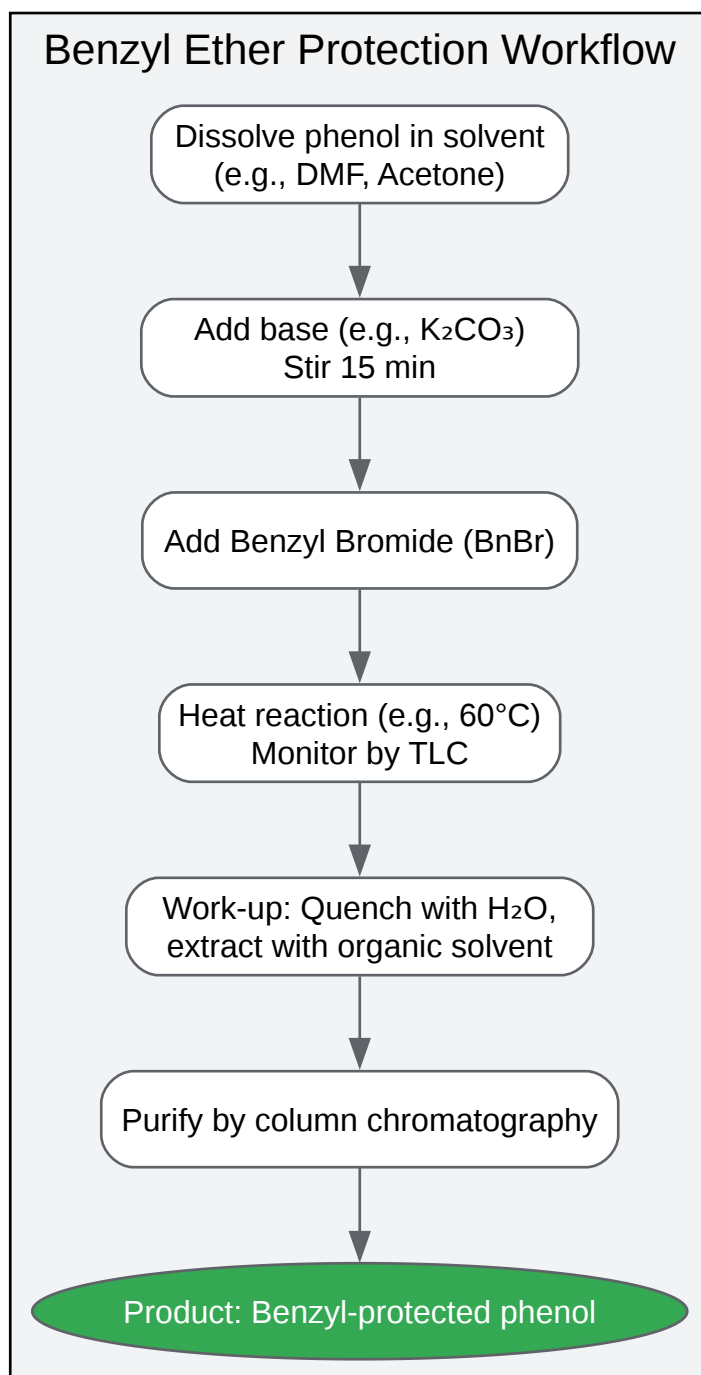 Benzyl Ether Protection Workflow
Dissolve phenol in solvent
(e.g., DMF, Acetone)
Add base (e.g., K₂CO₃)
Stir 15 min
Add Benzyl Bromide (BnBr)
Heat reaction (e.g., 60°C)
Monitor by TLC
Work-up: Quench with H₂O,
extract with organic solvent
Purify by column chromatography
Product: Benzyl-protected phenol